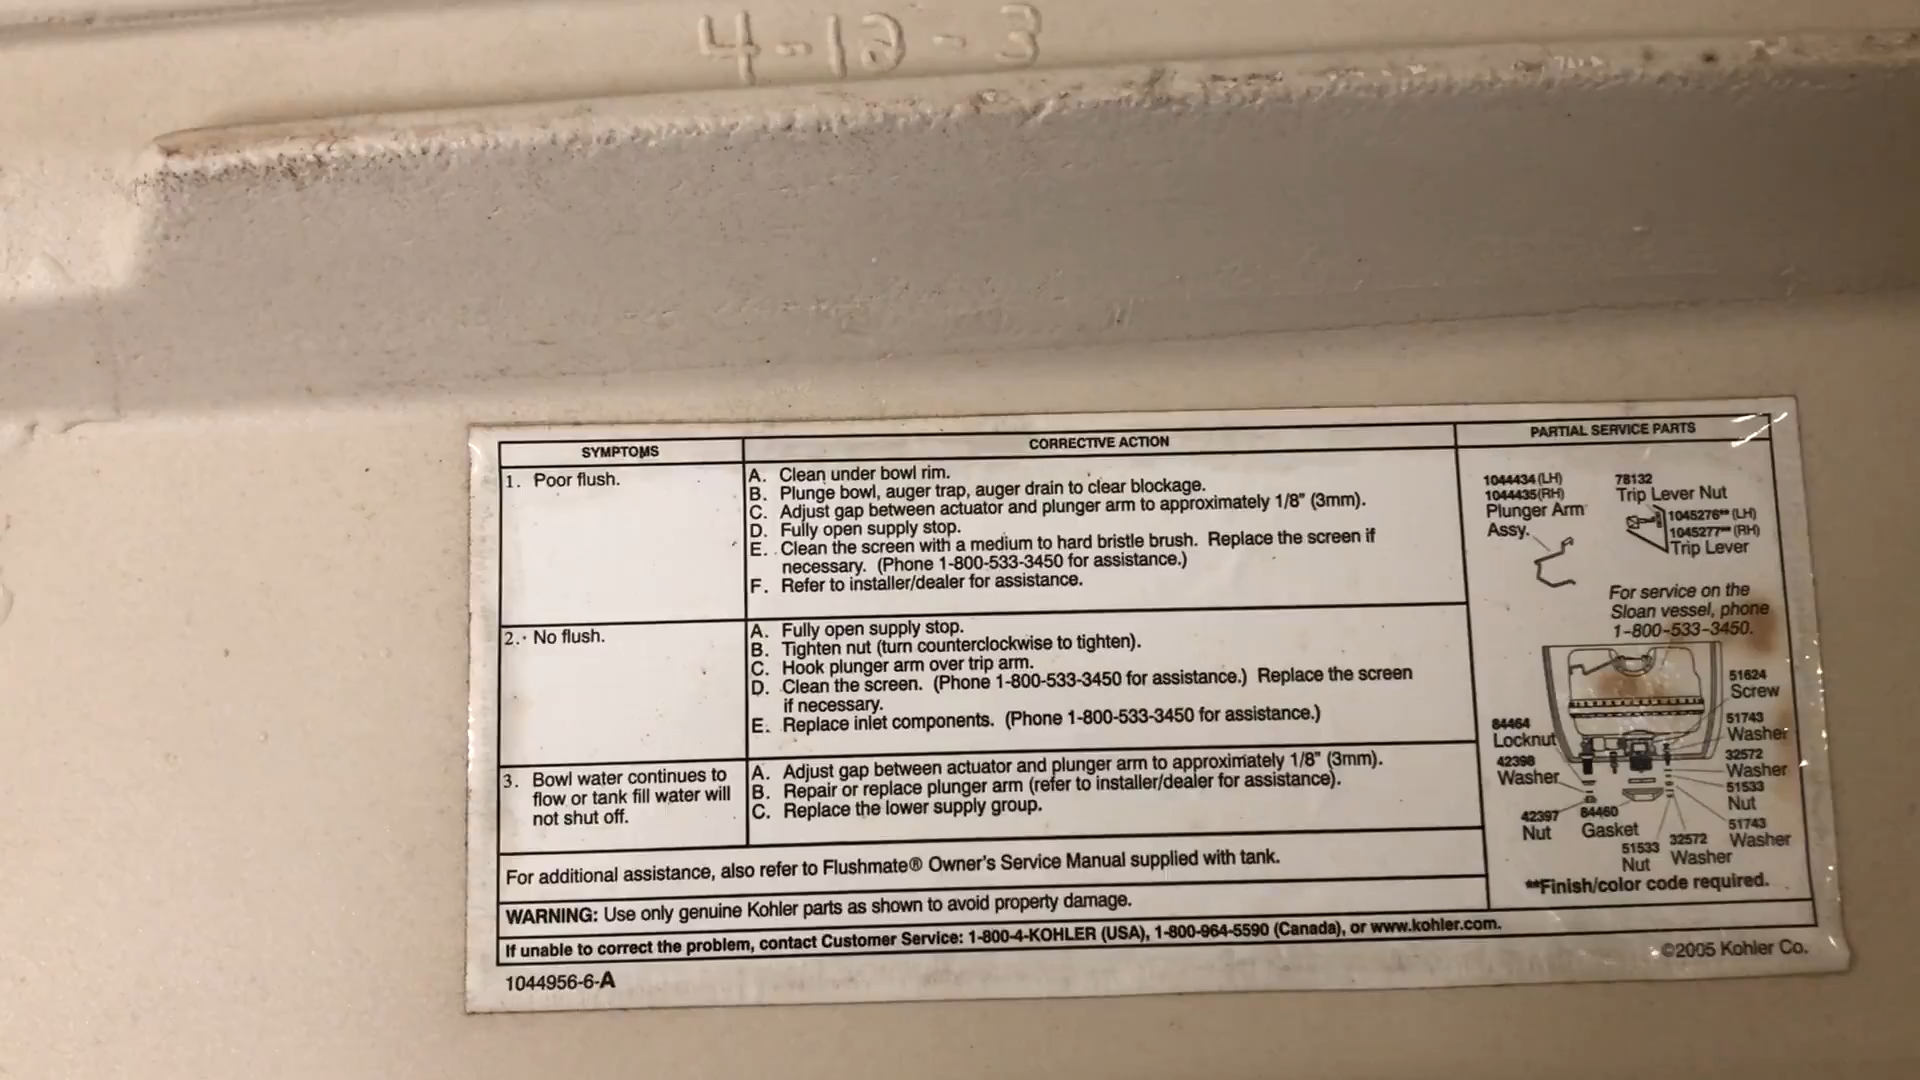 4-12-3
SYMPTOMS
CORRECTIVE ACTION
PARTIAL SERVICE PARTS
1. Poor flush.
A. Clean under bowl rim.
B. Plunge bowl, auger trap, auger drain to clear blockage.
C. Adjust gap between actuator and plunger arm to approximately 1/8" (3mm).
D. Fully open supply stop.
E. Clean the screen with a medium to hard bristle brush. Replace the screen if
necessary. (Phone 1-800-533-3450 for assistance.)
F. Refer to installer/dealer for assistance.
2. No flush.
A. Fully open supply stop.
B. Tighten nut (turn counterclockwise to tighten).
C. Hook plunger arm over trip arm.
D. Clean the screen. (Phone 1-800-533-3450 for assistance.) Replace the screen
if necessary.
E. Replace inlet components. (Phone 1-800-533-3450 for assistance.)
3. Bowl water continues to
flow or tank fill water will
not shut off.
A. Adjust gap between actuator and plunger arm to approximately 1/8" (3mm).
B. Repair or replace plunger arm (refer to installer/dealer for assistance).
C. Replace the lower supply group.
1044434 (LH)
1044435 (RH)
Plunger Arm
Assy.
78132
Trip Lever Nut
1045276** (LH)
1045277** (RH)
Trip Lever
For service on the
Sloan vessel, phone
1-800-533-3450.
84464
Locknut
42398
Washer
42397
Nut
84460
Gasket
51624
Screw
51743
Washer
32572
Washer
51533
Nut
51743
Washer
32572
Washer
51533
Nut
**Finish/color code required.
For additional assistance, also refer to Flushmate® Owner's Service Manual supplied with tank.
WARNING: Use only genuine Kohler parts as shown to avoid property damage.
If unable to correct the problem, contact Customer Service: 1-800-4-KOHLER (USA), 1-800-964-5590 (Canada), or www.kohler.com.
1044956-6-A
©2005 Kohler Co.